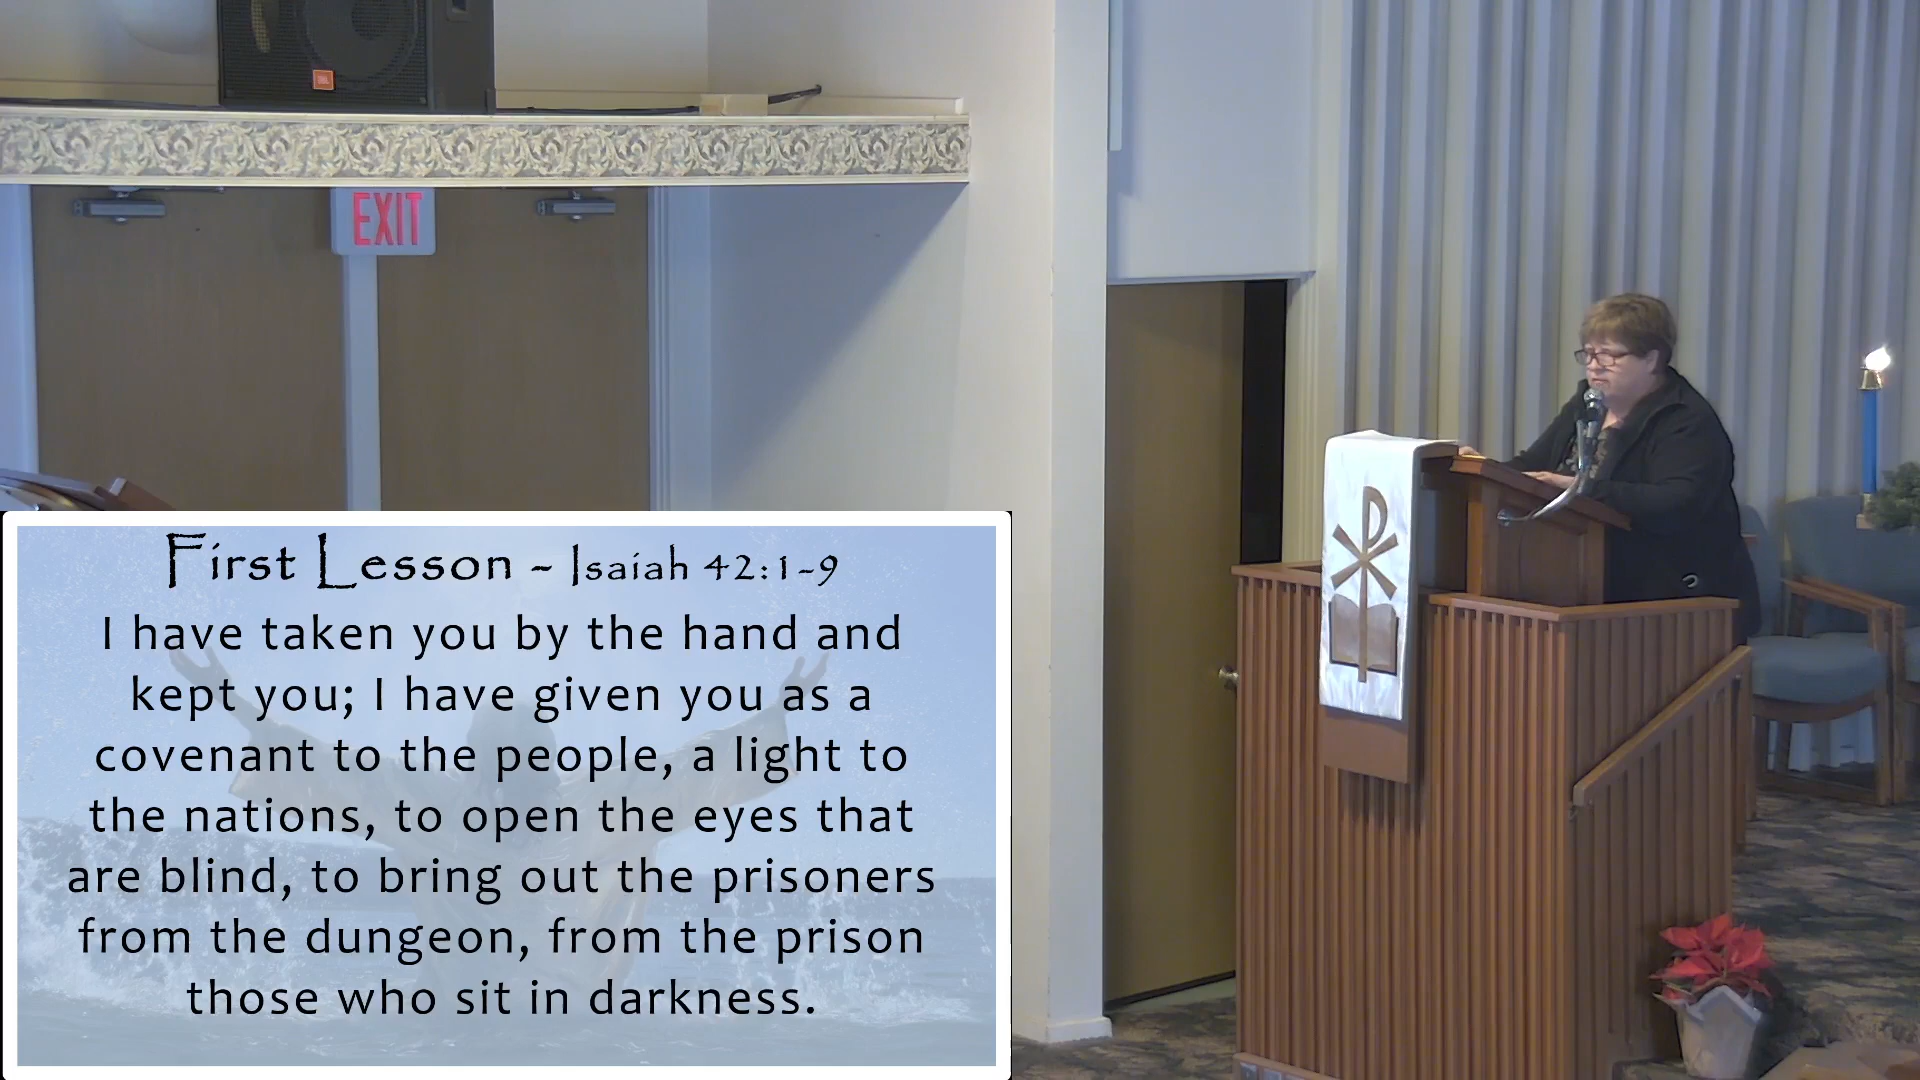 EXIT
First Lesson - Isaiah 42:1-9
I have taken you by the hand and
kept you; I have given you as a
covenant to the people, a light to
the nations, to open the eyes that
are blind, to bring out the prisoners
from the dungeon, from the prison
those who sit in darkness.